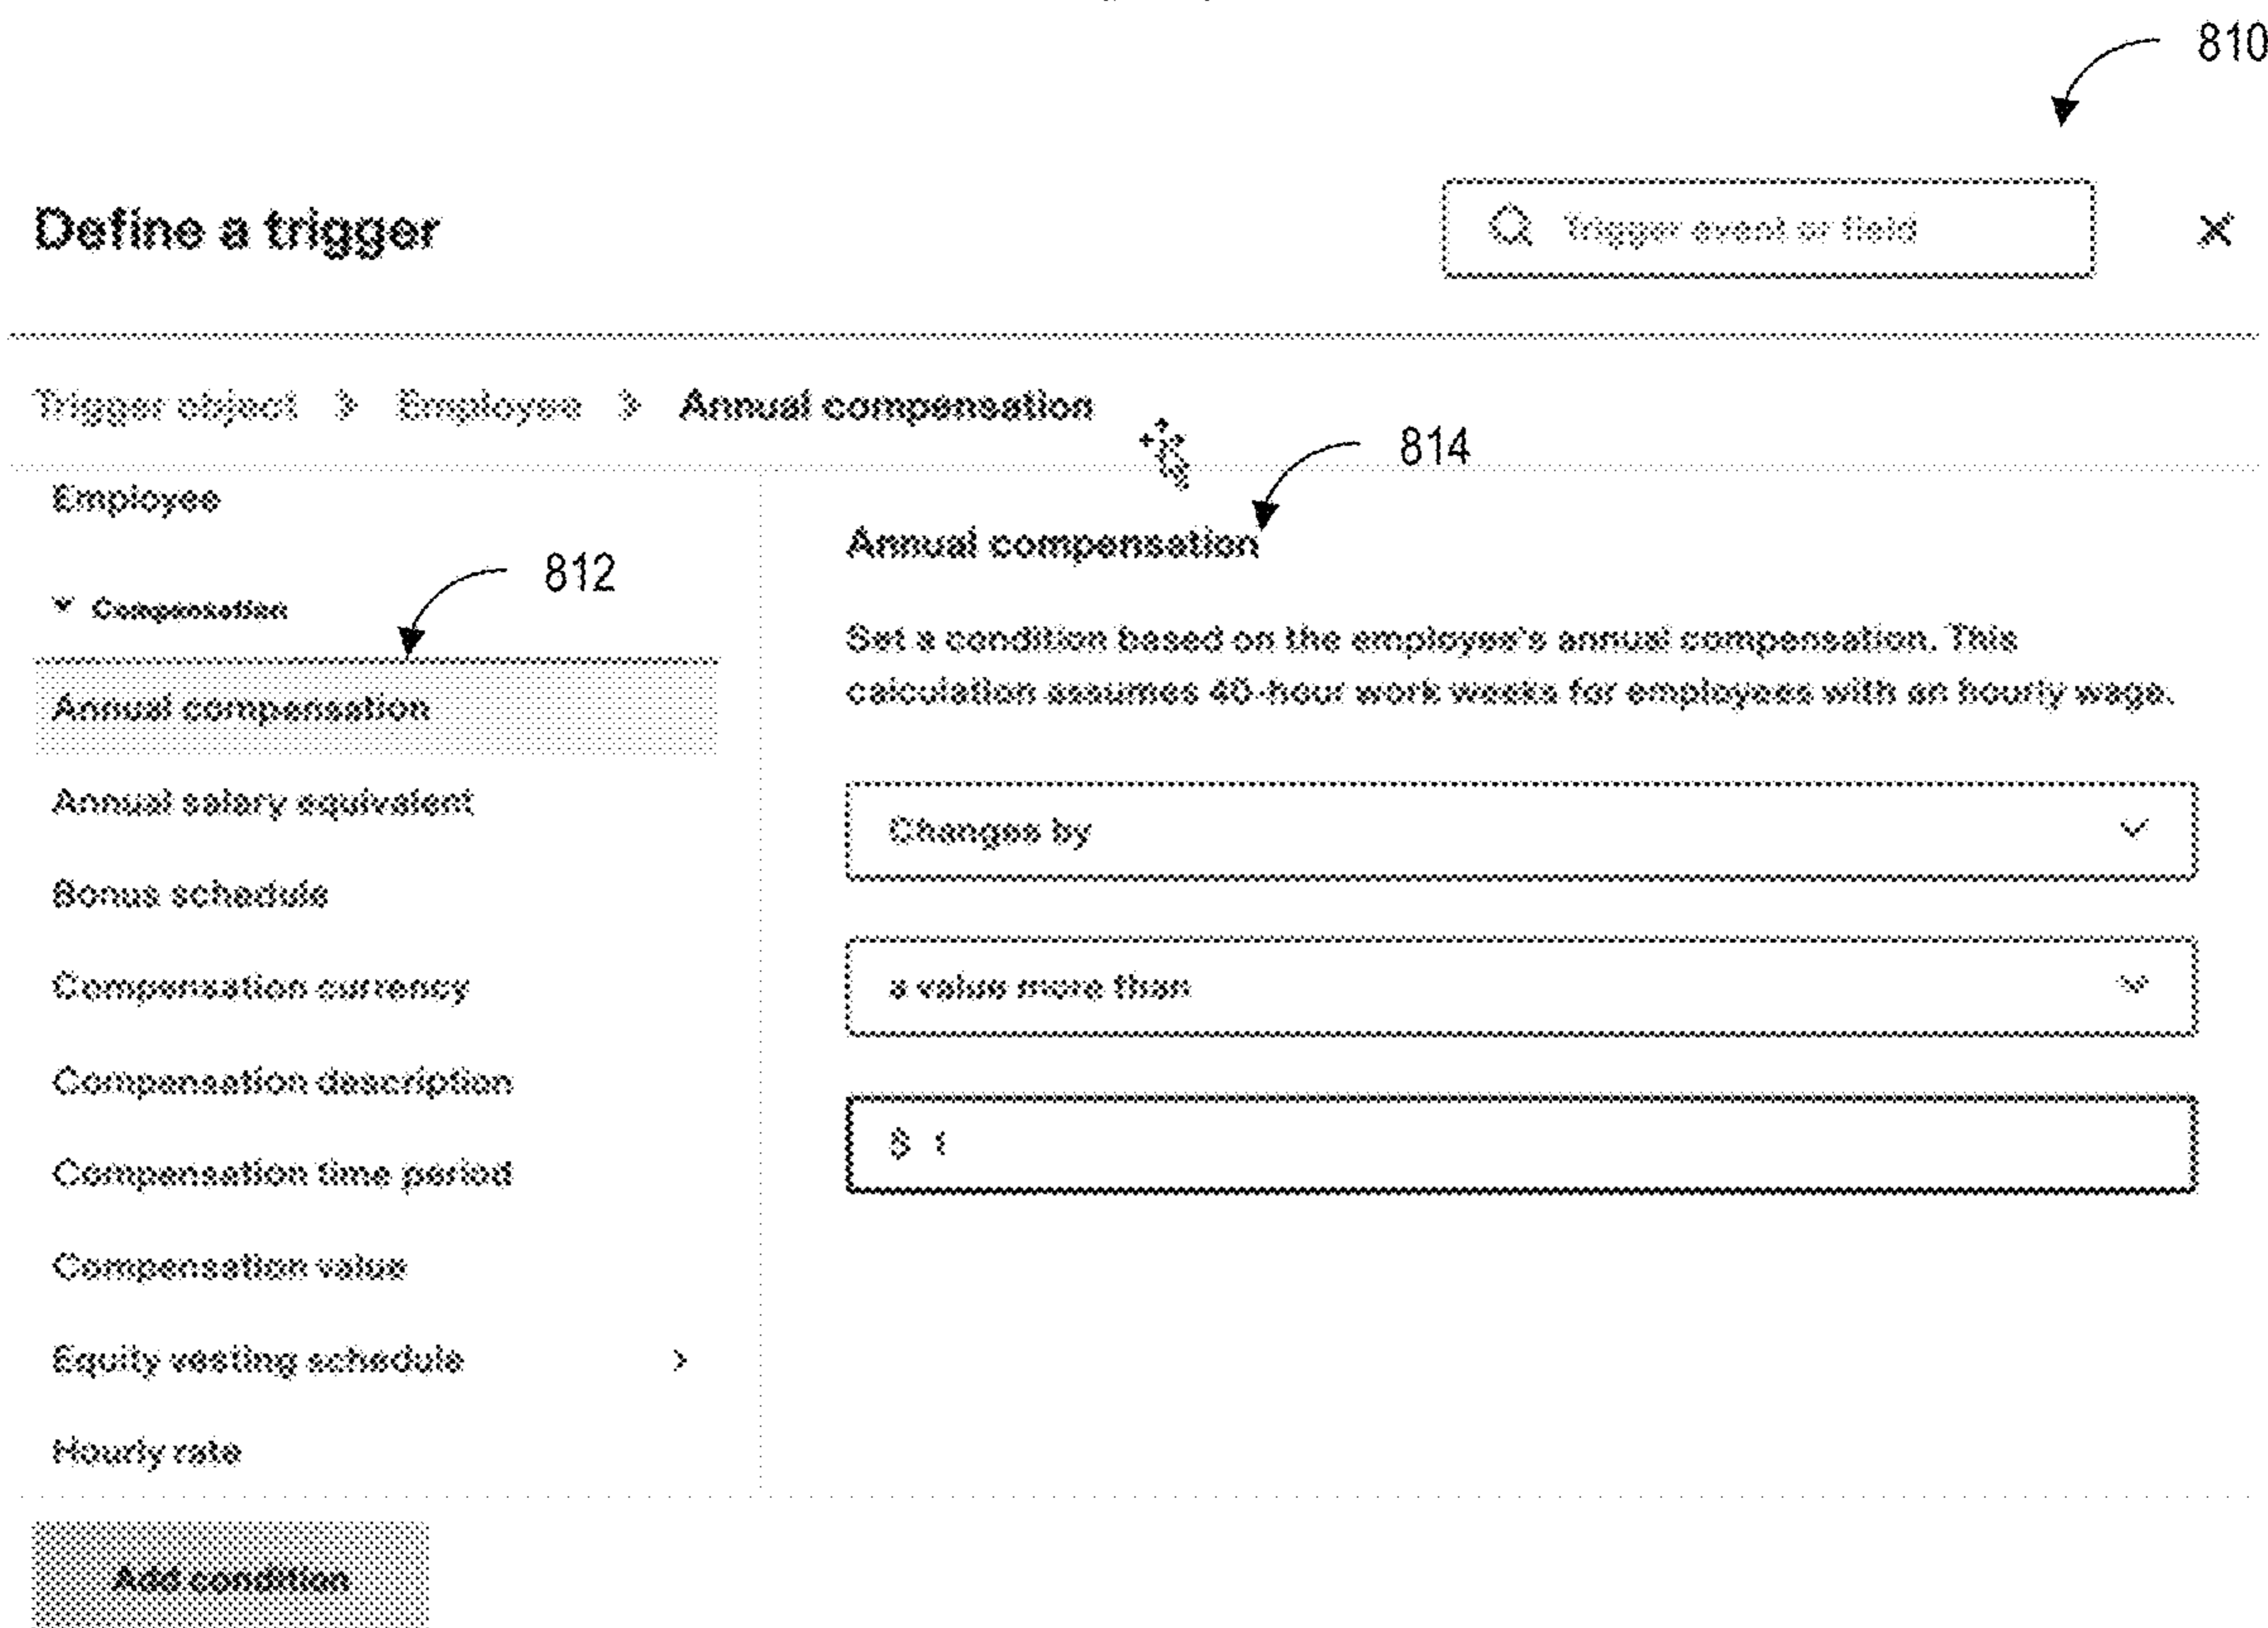 810
Define a trigger
Trigger event or field
Trigger object > Employee > Annual compensation
814
Employee
Annual compensation
812
Compensation
Set a condition based on the employee's annual compensation. This
calculation assumes 40-hour work weeks for employees with an hourly wage.
Annual compensation
Annual salary equivalent
Changes by
Bonus schedule
Compensation currency
a value more than
Compensation description
$
Compensation time period
Compensation value
Equity vesting schedule >
Hourly rate
Add condition